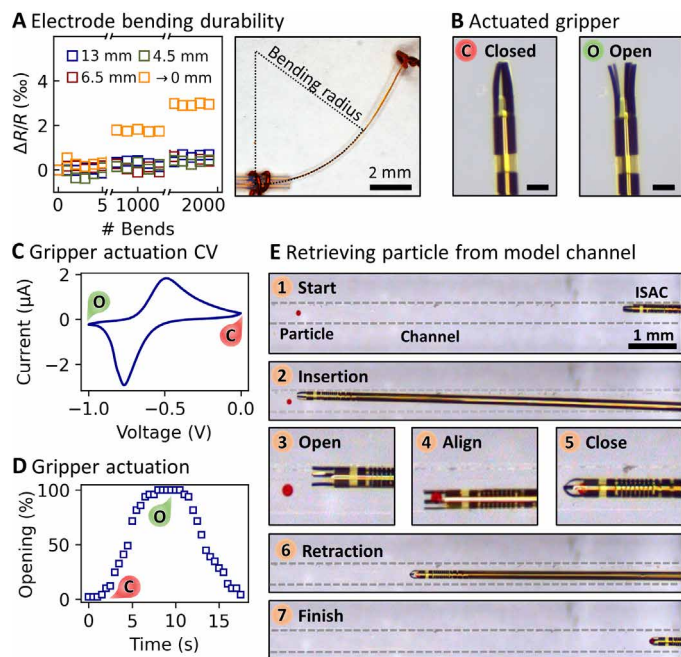 A Electrode bending durability
B Actuated gripper
13 mm
4.5 mm
6.5 mm
→0 mm
ΔR/R (‰)
4
2
0
0
5
1000
2000
# Bends
Bending radius
2 mm
C Closed
O Open
C Gripper actuation CV
Current (µA)
2
0
−2
O
C
−1.0
−0.5
0.0
Voltage (V)
D Gripper actuation
Opening (%)
100
50
0
O
C
0
5
10
15
Time (s)
E Retrieving particle from model channel
1 Start
ISAC
Particle
Channel
1 mm
2 Insertion
3 Open
4 Align
5 Close
6 Retraction
7 Finish